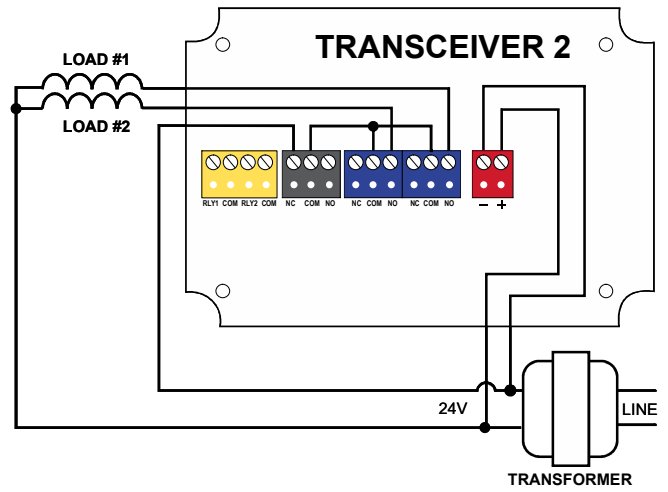 TRANSCEIVER 2
LOAD #1
LOAD #2
RLY1 COM RLY2 COM NC COM NO NC COM NO NC COM NO − +
24V
LINE
TRANSFORMER